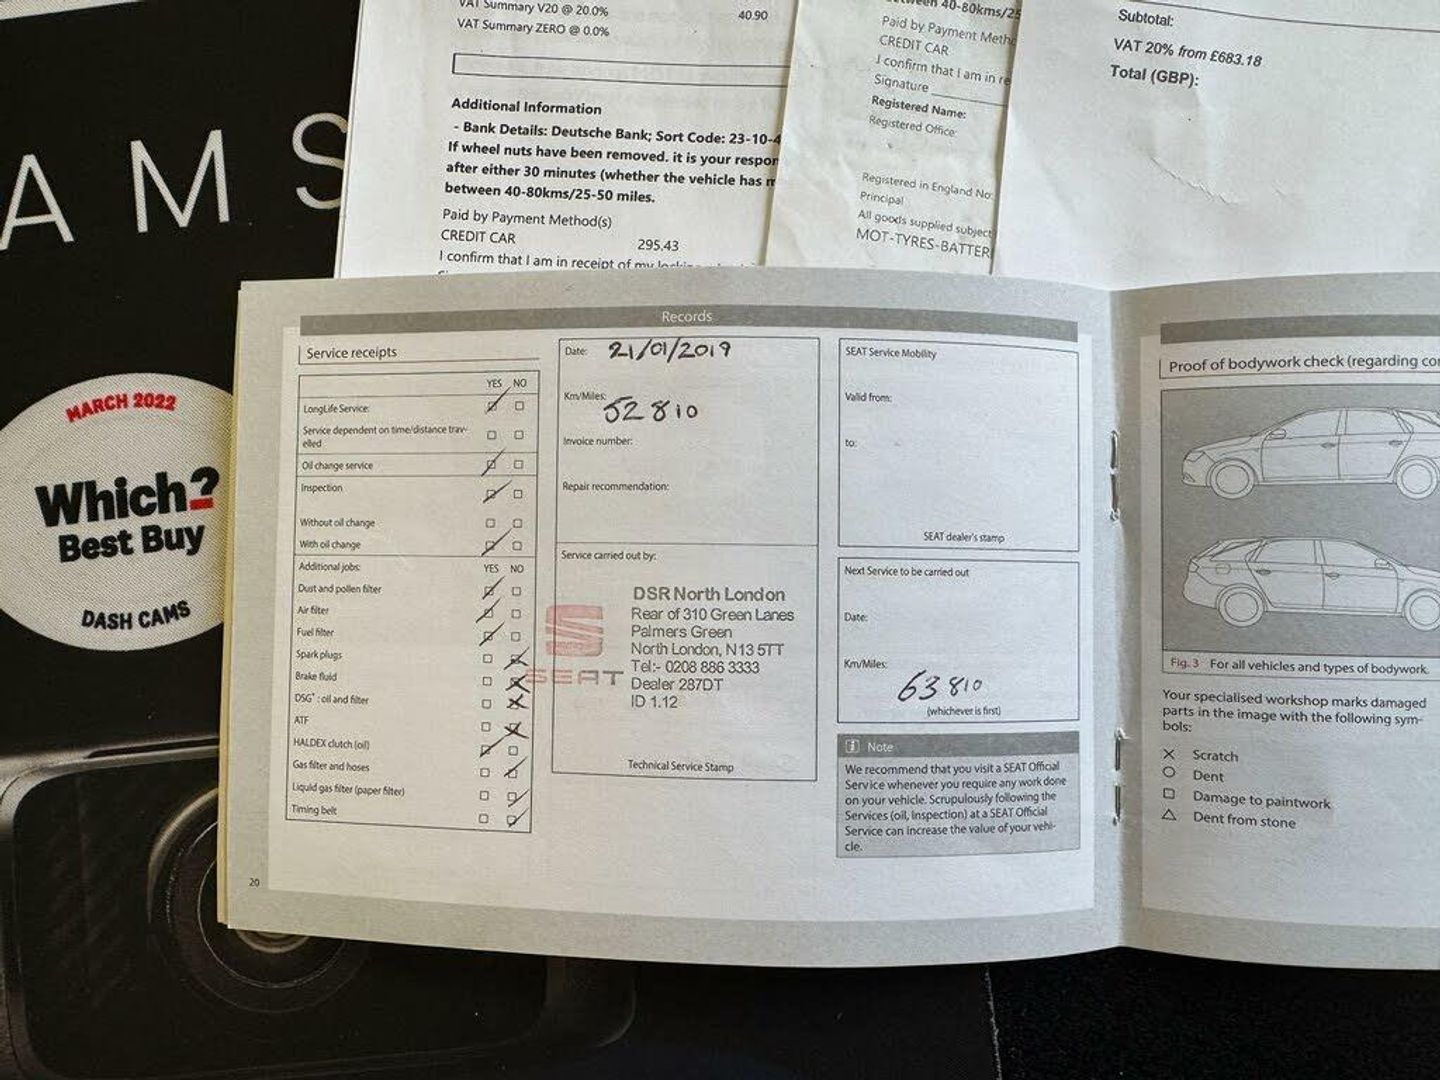 AMS
MARCH 2022
Which?
Best Buy
DASH CAMS
VAT Summary V20 @ 20.0% 40.90
VAT Summary ZERO @ 0.0%
Additional Information
- Bank Details: Deutsche Bank; Sort Code: 23-10-4
If wheel nuts have been removed. it is your respon
after either 30 minutes (whether the vehicle has
between 40-80kms/25-50 miles.
Paid by Payment Method(s)
CREDIT CAR 295.43
I confirm that I am in receipt of my
between 40-80kms/25
Paid by Payment Metho
CREDIT CAR
I confirm that I am in re
Signature
Registered Name:
Registered Office:
Registered in England No:
Principal
All goods supplied subject
MOT-TYRES-BATTER
Subtotal:
VAT 20% from £683.18
Total (GBP):
Records
Service receipts
YES NO
LongLife Service:
Service dependent on time/distance trav-
elled
Oil change service
Inspection
Without oil change
With oil change
Additional jobs: YES NO
Dust and pollen filter
Air filter
Fuel filter
Spark plugs
Brake fluid
DSG®: oil and filter
ATF
HALDEX clutch (oil)
Gas filter and hoses
Liquid gas filter (paper filter)
Timing belt
20
Date: 21/01/2019
Km/Miles: 52810
Invoice number:
Repair recommendation:
Service carried out by:
SEAT
DSR North London
Rear of 310 Green Lanes
Palmers Green
North London, N13 5TT
Tel:- 0208 886 3333
Dealer 287DT
ID 1.12
Technical Service Stamp
SEAT Service Mobility
Valid from:
to:
SEAT dealer's stamp
Next Service to be carried out
Date:
Km/Miles: 63810
(whichever is first)
i Note
We recommend that you visit a SEAT Official
Service whenever you require any work done
on your vehicle. Scrupulously following the
Services (oil, Inspection) at a SEAT Official
Service can increase the value of your vehi-
cle.
Proof of bodywork check (regarding cor
Fig. 3 For all vehicles and types of bodywork.
Your specialised workshop marks damaged
parts in the image with the following sym-
bols:
Scratch
Dent
Damage to paintwork
Dent from stone